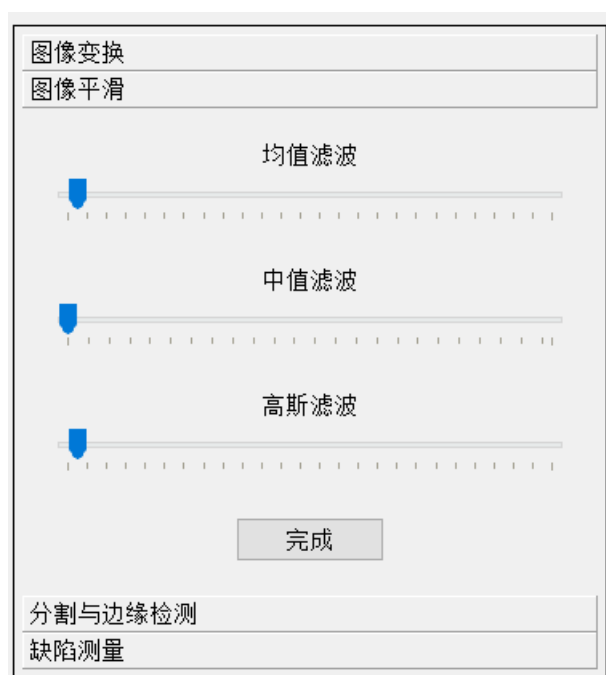 图像变换
图像平滑
均值滤波
中值滤波
高斯滤波
完成
分割与边缘检测
缺陷测量